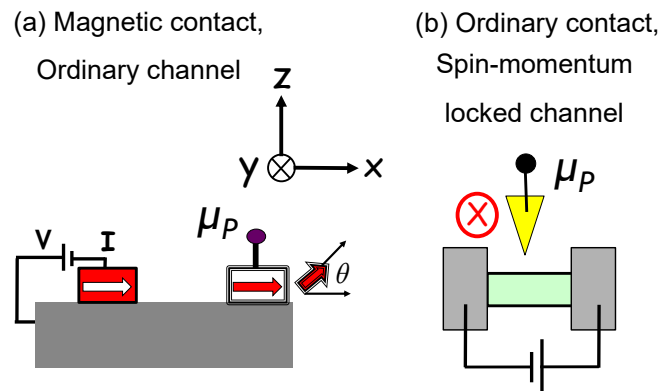 (a) Magnetic contact,
Ordinary channel
(b) Ordinary contact,
Spin-momentum
locked channel
z
y
x
μP
V
I
θ
μP
X